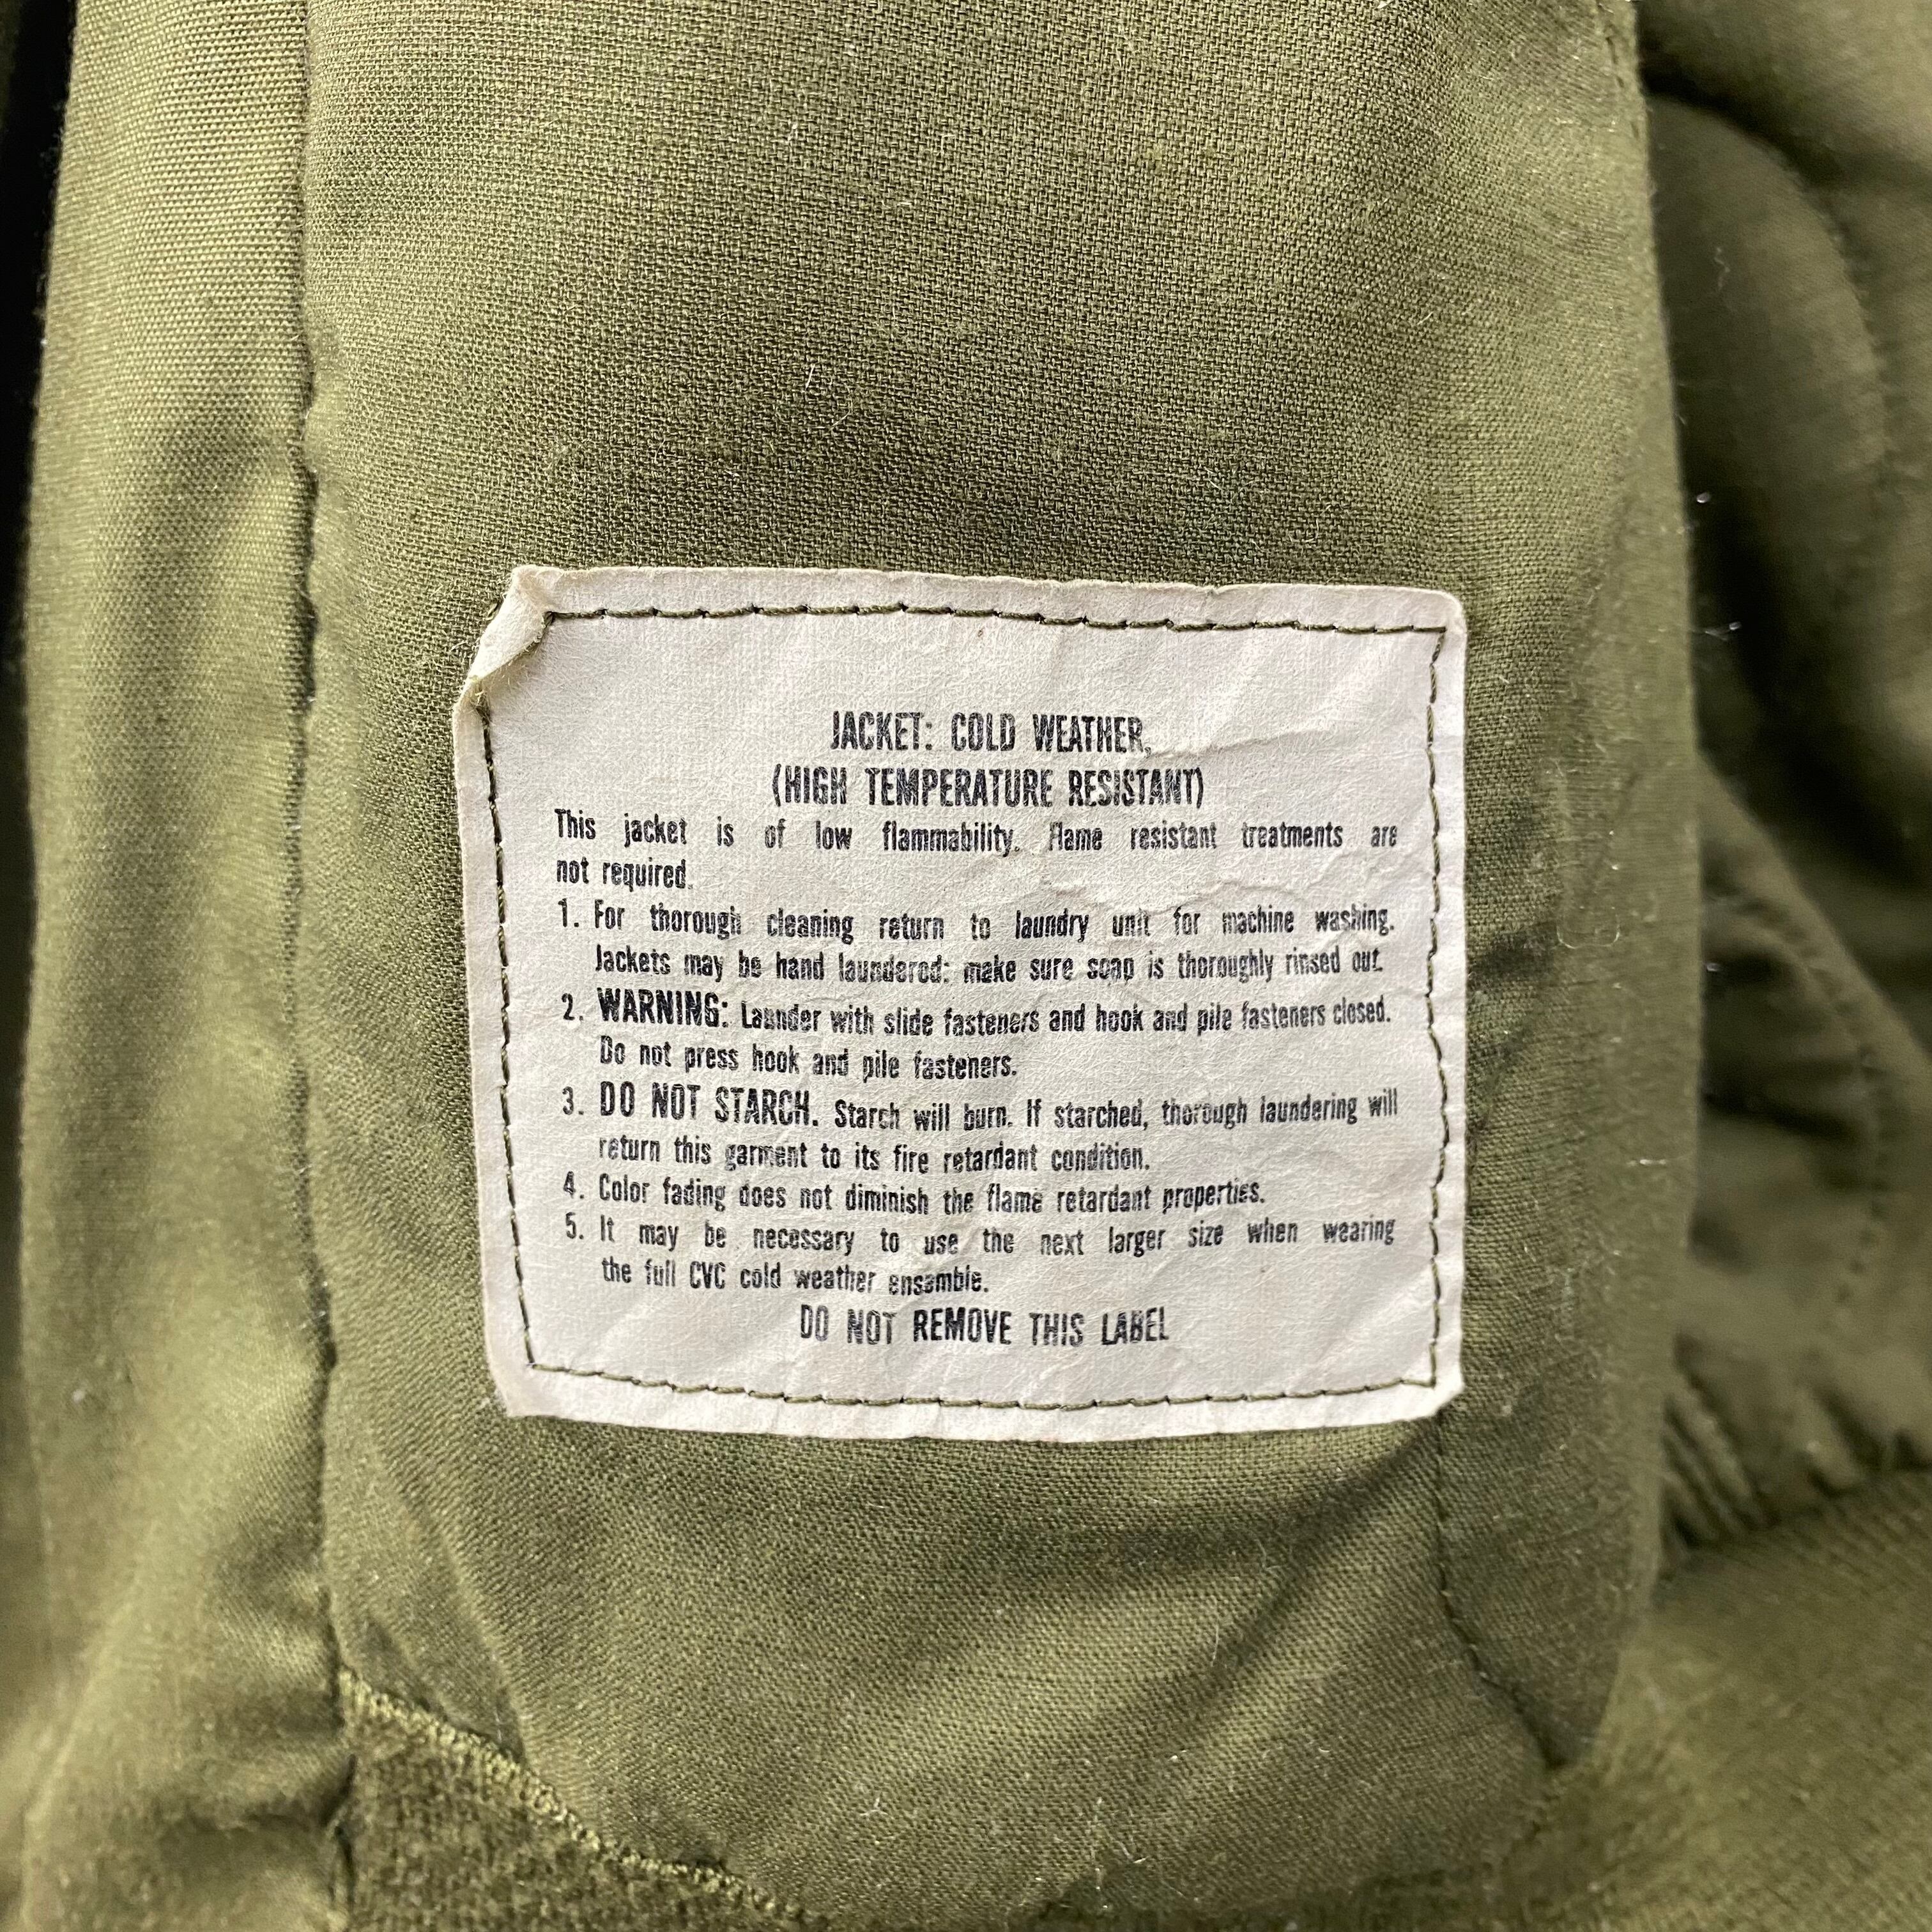 JACKET: COLD WEATHER,
(HIGH TEMPERATURE RESISTANT)
This jacket is of low flammability. Flame resistant treatments are
not required.
1. For thorough cleaning return to laundry unit for machine washing.
Jackets may be hand laundered: make sure soap is thoroughly rinsed out.
2. WARNING: Launder with slide fasteners and hook and pile fasteners closed.
Do not press hook and pile fasteners.
3. DO NOT STARCH. Starch will burn. If starched, thorough laundering will
return this garment to its fire retardant condition.
4. Color fading does not diminish the flame retardant properties.
5. It may be necessary to use the next larger size when wearing
the full CVC cold weather ensemble.
DO NOT REMOVE THIS LABEL